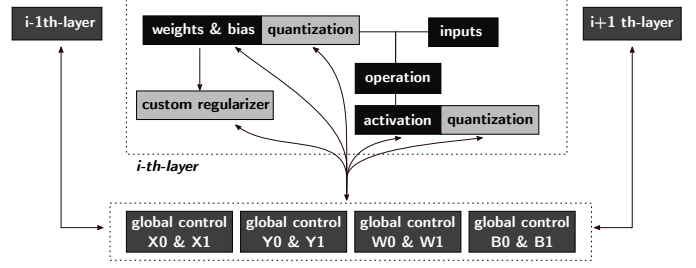 i-1th-layer
weights & bias quantization
inputs
i+1 th-layer
operation
custom regularizer
activation quantization
i-th-layer
global control
X0 & X1
global control
Y0 & Y1
global control
W0 & W1
global control
B0 & B1